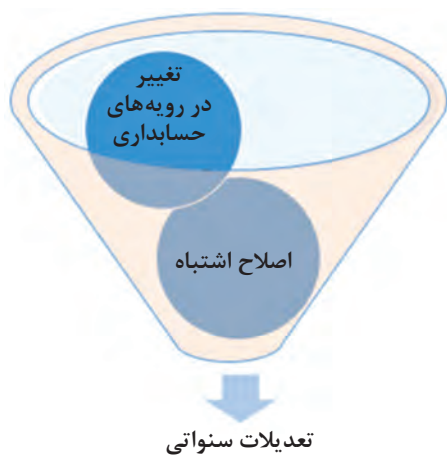 تغییر
در رویه‌های
حسابداری
اصلاح اشتباه
تعدیلات سنواتی